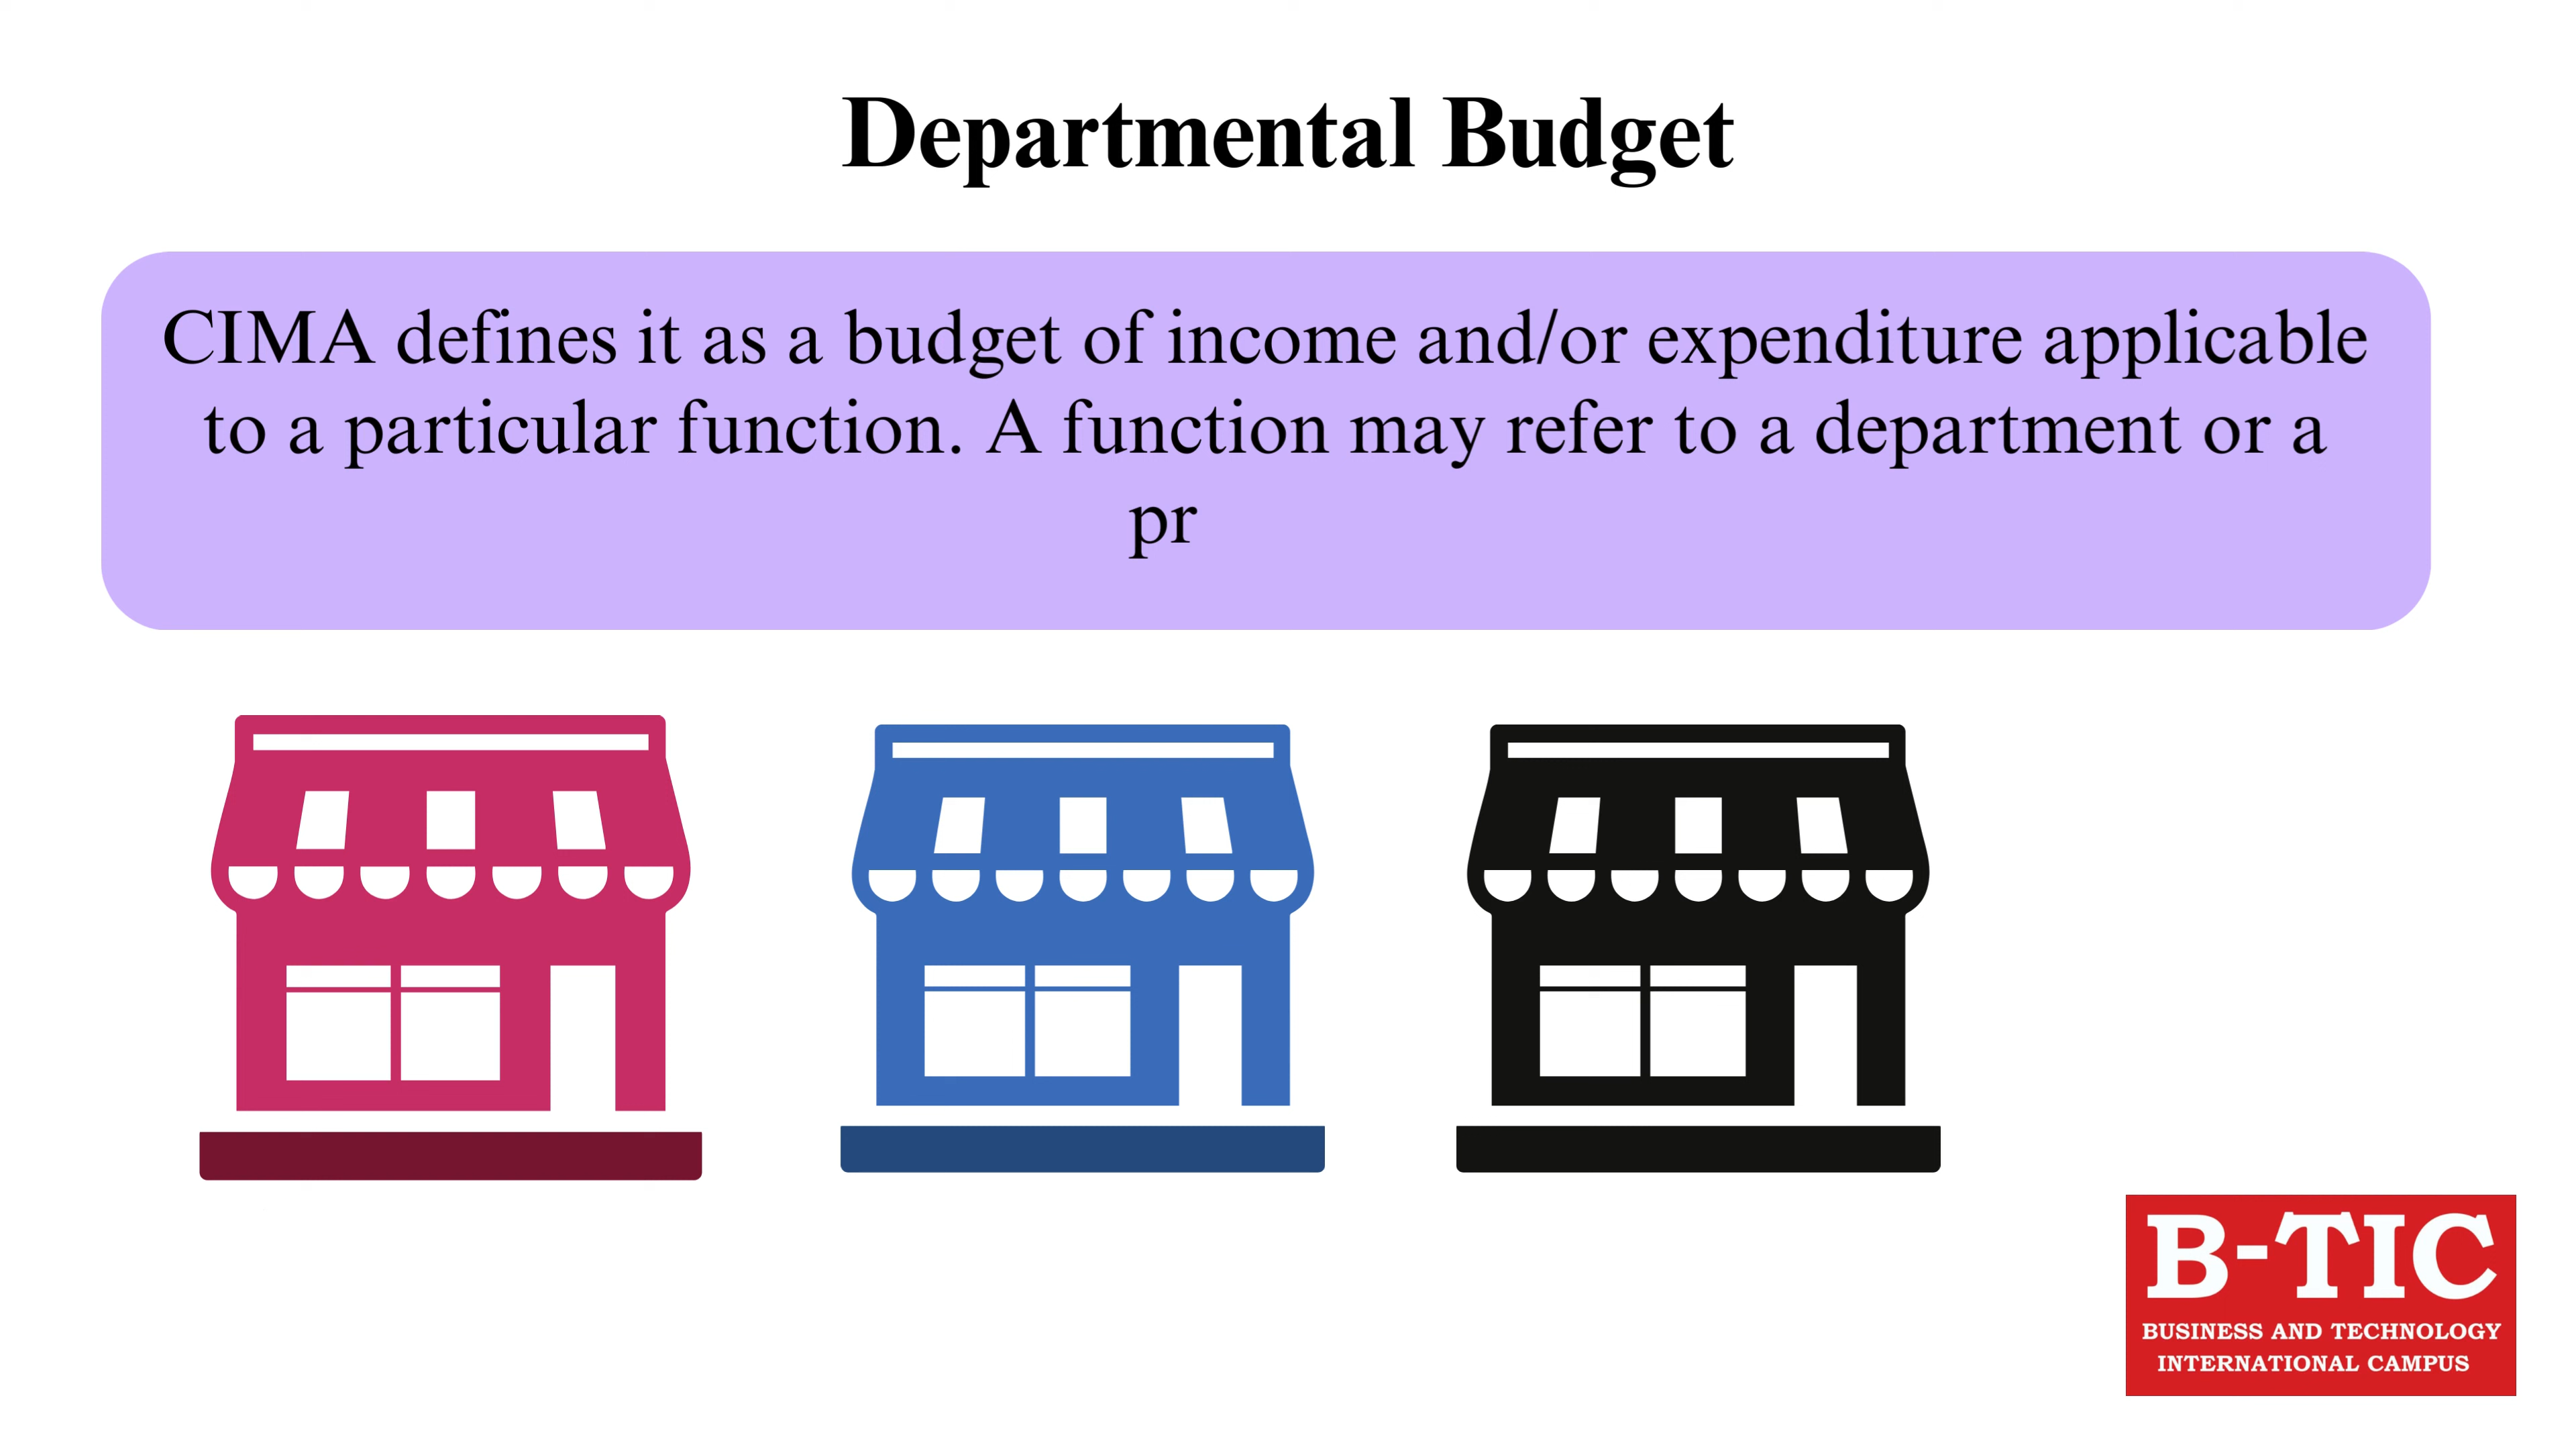 Departmental Budget
CIMA defines it as a budget of income and/or expenditure applicable
to a particular function. A function may refer to a department or a
pr
B-TIC
BUSINESS AND TECHNOLOGY
INTERNATIONAL CAMPUS